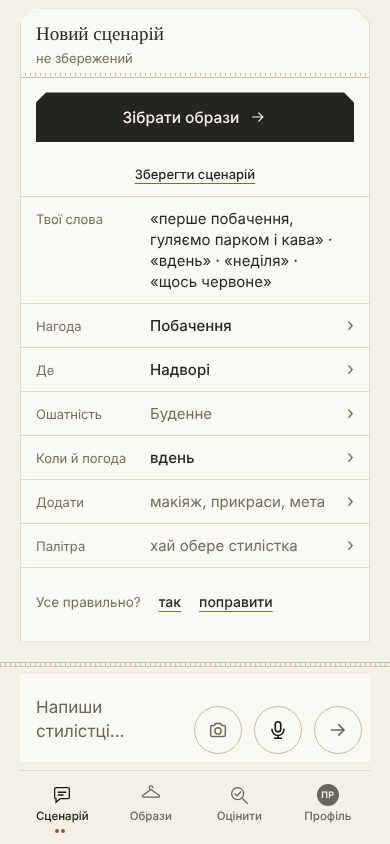 Новий сценарій
не збережений
Зібрати образи →
Зберегти сценарій
Твої слова
«перше побачення,
гуляємо парком і кава» ·
«вдень» · «неділя» ·
«щось червоне»
Нагода Побачення
Де Надворі
Ошатність Буденне
Коли й погода вдень
Додати макіяж, прикраси, мета
Палітра хай обере стилістка
Усе правильно? так поправити
Напиши
стилістці…
ПР
Сценарій Образи Оцінити Профіль